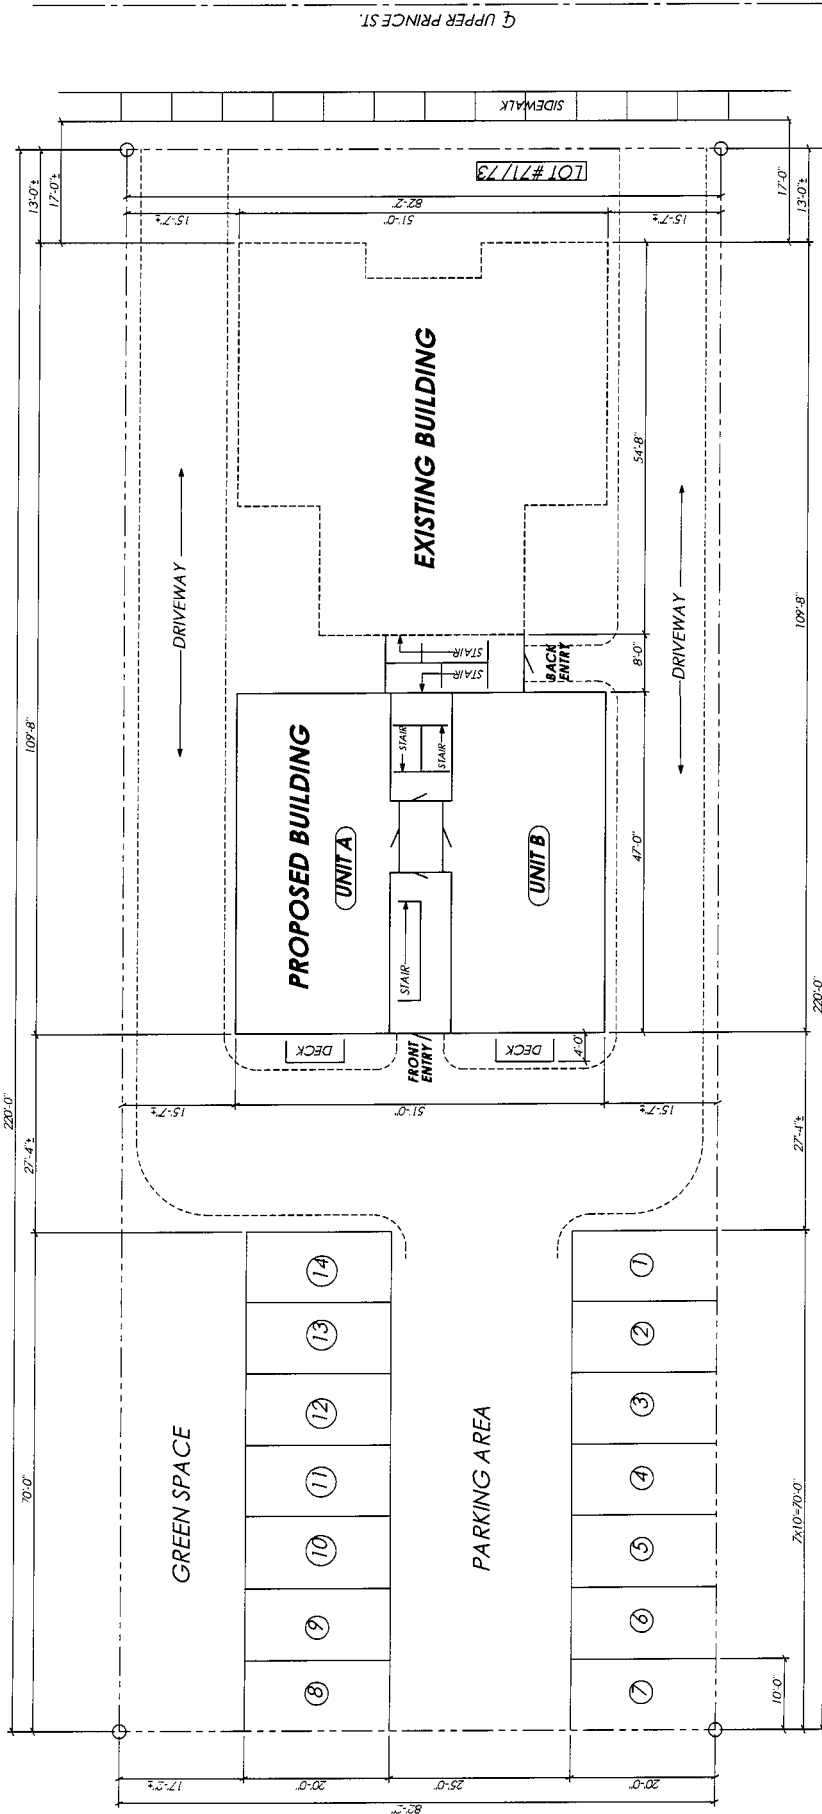 ℄ UPPER PRINCE ST.
SIDEWALK
LOT #71/73
13'-0"±
17'-0"
15'-7"±
82'-2"
51'-0"
15'-7"±
17'-0"
13'-0"±
EXISTING BUILDING
DRIVEWAY
109'-8"
54'-8"
DRIVEWAY
109'-8"
STAIR
STAIR
BACK
ENTRY
8'-0"
PROPOSED BUILDING
UNIT A
STAIR
STAIR
STAIR
UNIT B
47'-0"
DECK
FRONT
ENTRY
DECK
4'-0"
220'-0"
220'-0"
15'-7"±
51'-0"
15'-7"±
27'-4"±
27'-4"±
14
13
12
11
10
9
8
1
2
3
4
5
6
7
GREEN SPACE
PARKING AREA
70'-0"
7x10'=70'-0"
10'-0"
17'-2"±
20'-0"
25'-0"
20'-0"
82'-2"